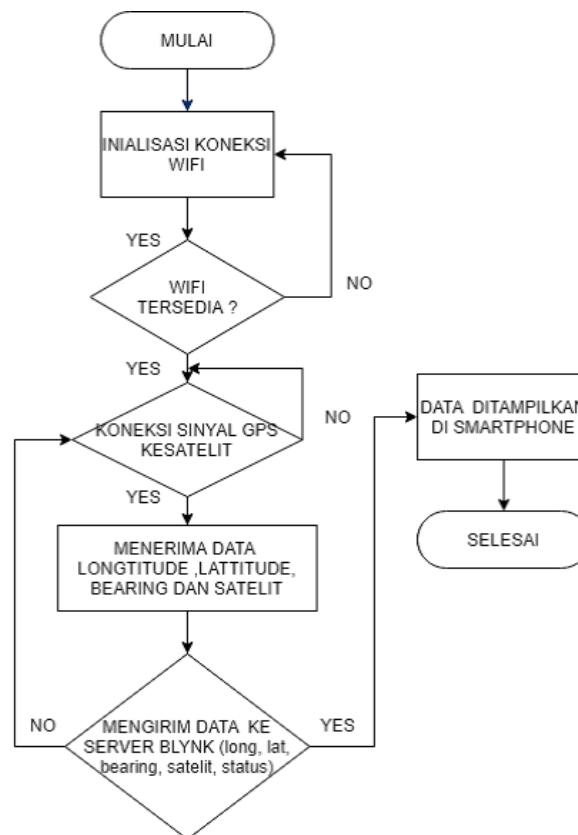 MULAI
INIALISASI KONEKSI
WIFI
YES
WIFI
TERSEDIA ?
NO
YES
KONEKSI SINYAL GPS
KESATELIT
NO
YES
MENERIMA DATA
LONGTITUDE ,LATTITUDE,
BEARING DAN SATELIT
NO
MENGIRIM DATA KE
SERVER BLYNK (long, lat,
bearing, satelit, status)
YES
DATA DITAMPILKAN
DI SMARTPHONE
SELESAI